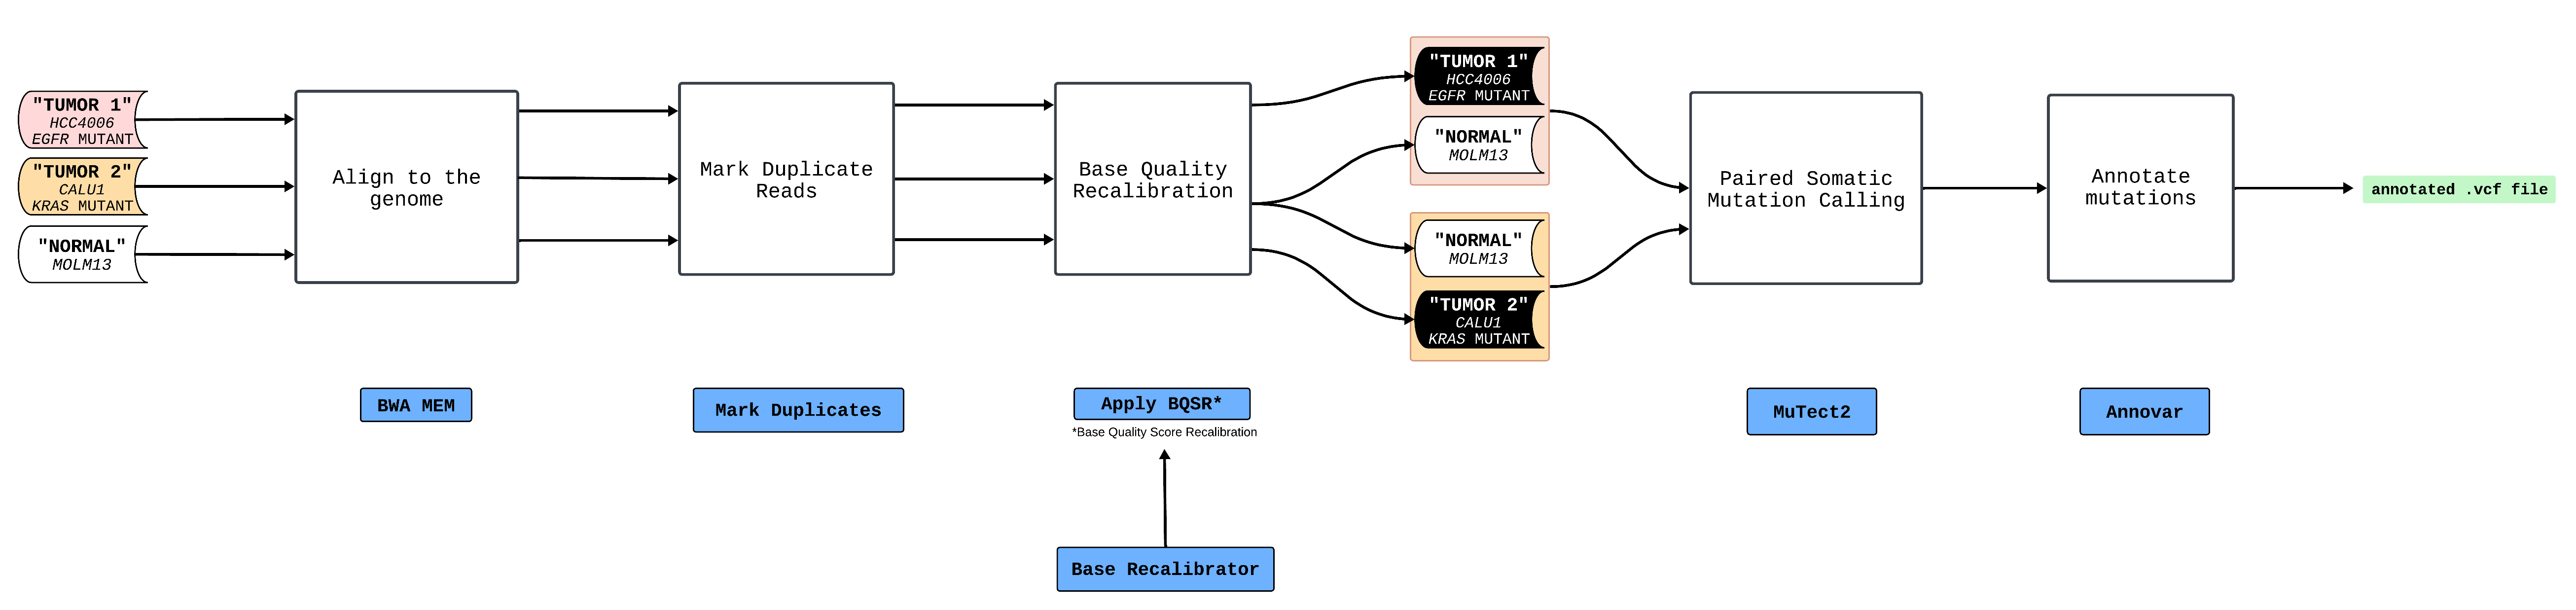 "TUMOR 1"
HCC4006
EGFR MUTANT
"TUMOR 2"
CALU1
KRAS MUTANT
"NORMAL"
MOLM13
Align to the
genome
Mark Duplicate
Reads
Base Quality
Recalibration
"TUMOR 1"
HCC4006
EGFR MUTANT
"NORMAL"
MOLM13
"NORMAL"
MOLM13
"TUMOR 2"
CALU1
KRAS MUTANT
Paired Somatic
Mutation Calling
Annotate
mutations
annotated .vcf file
BWA MEM
Mark Duplicates
Apply BQSR*
*Base Quality Score Recalibration
MuTect2
Annovar
Base Recalibrator